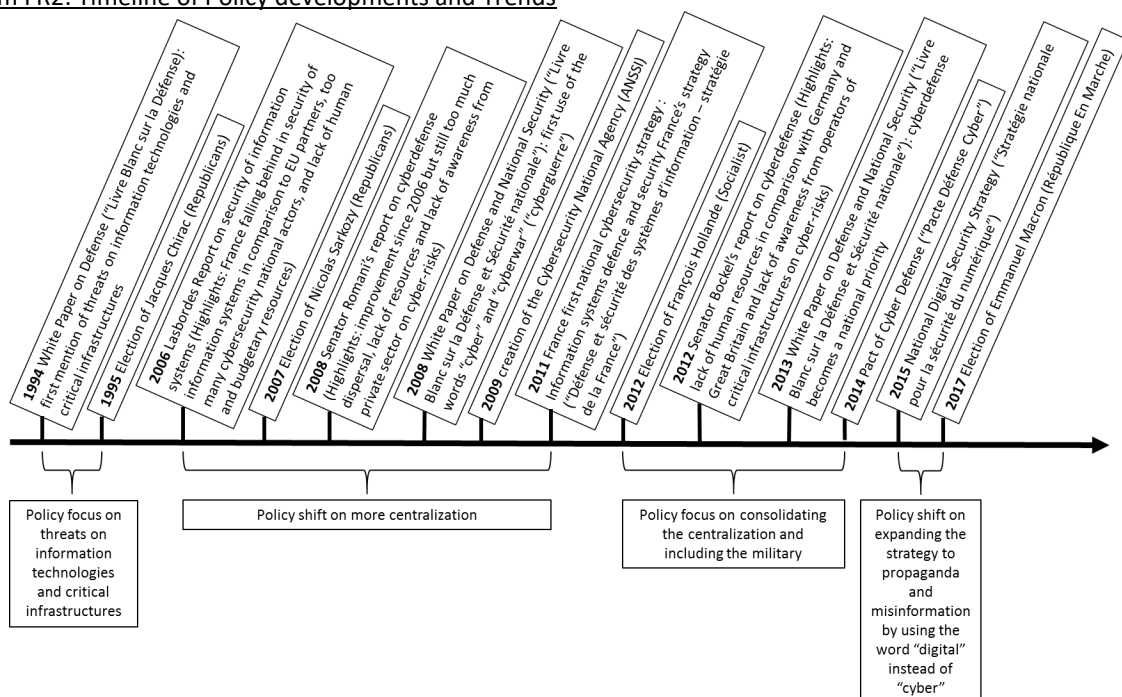 FR2: Timeline of Policy developments and Trends
1994 White Paper on Defense ("Livre Blanc sur la Défense):
first mention of threats on information technologies and
critical infrastructures
1995 Election of Jacques Chirac (Republicans)
2006 Lasbordes Report on security of information
systems (Highlights: France falling behind in security of
information systems in comparison to EU partners, too
many cybersecurity national actors, and lack of human
and budgetary resources)
2007 Election of Nicolas Sarkozy (Republicans)
2008 Senator Romani's report on cyberdefense
(Highlights: improvement since 2006 but still too much
dispersal, lack of resources and lack of awareness from
private sector on cyber-risks)
2008 White Paper on Defense and National Security ("Livre
Blanc sur la Défense et Sécurité nationale"): first use of the
words "cyber" and "cyberwar" ("cyberguerre")
2009 creation of the Cybersecurity National Agency (ANSSI)
2011 France first national cybersecurity strategy :
Information systems defence and security France's strategy
("Défense et sécurité des systèmes d'information – stratégie
de la France")
2012 Election of François Hollande (Socialist)
2012 Senator Bockel's report on cyberdefense (Highlights:
lack of human resources in comparison with Germany and
Great Britain and lack of awareness from operators of
critical infrastructures on cyber-risks)
2013 White Paper on Defense and National Security ("Livre
Blanc sur la Défense et Sécurité nationale"): cyberdefense
becomes a national priority
2014 Pact of Cyber Defense ("Pacte Défense Cyber")
2015 National Digital Security Strategy ("Stratégie nationale
pour la sécurité du numérique")
2017 Election of Emmanuel Macron (République En Marche)
Policy focus on
threats on
information
technologies
and critical
infrastructures
Policy shift on more centralization
Policy focus on consolidating
the centralization and
including the military
Policy shift on
expanding the
strategy to
propaganda
and
misinformation
by using the
word "digital"
instead of
"cyber"